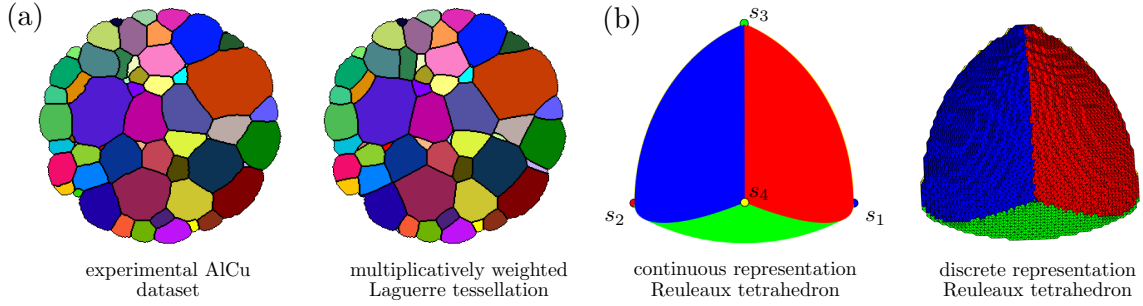 (a)
experimental AlCu
dataset
multiplicatively weighted
Laguerre tessellation
(b)
s₃
s₂
s₄
s₁
continuous representation
Reuleaux tetrahedron
discrete representation
Reuleaux tetrahedron